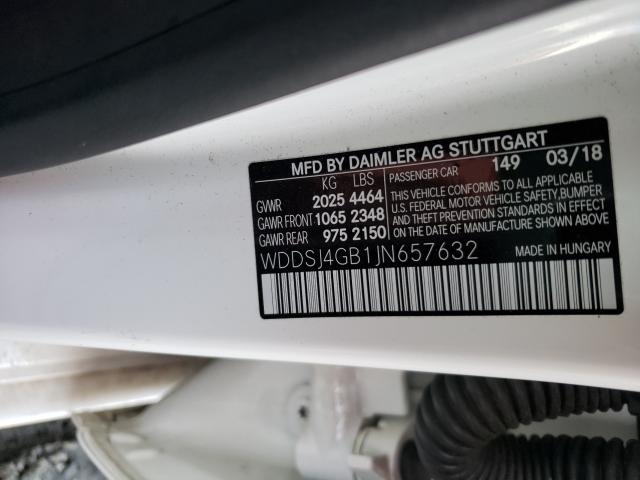 MFD BY DAIMLER AG STUTTGART
KG LBS PASSENGER CAR 149 03/18
GVWR 2025 4464
GAWR FRONT 1065 2348
GAWR REAR 975 2150
THIS VEHICLE CONFORMS TO ALL APPLICABLE
U.S. FEDERAL MOTOR VEHICLE SAFETY, BUMPER
AND THEFT PREVENTION STANDARDS IN EFFECT
ON THE DATE OF MANUFACTURE SHOWN ABOVE
WDDSJ4GB1JN657632
MADE IN HUNGARY